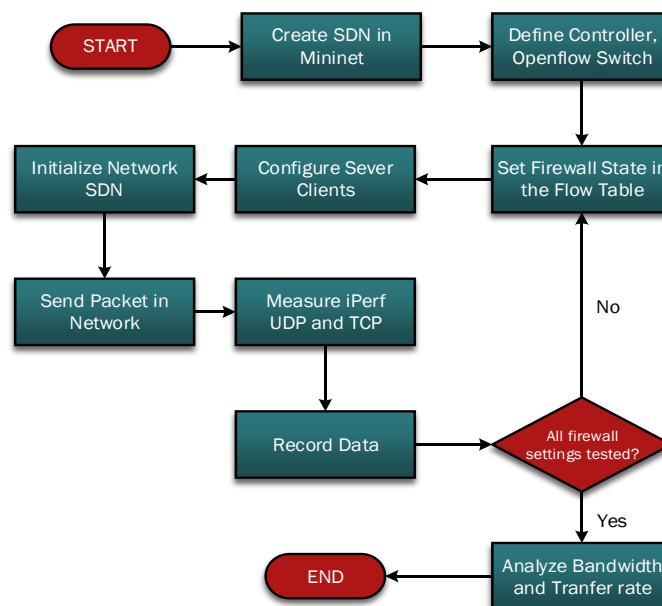 START
Create SDN in
Mininet
Define Controller,
Openflow Switch
Initialize Network
SDN
Configure Sever
Clients
Set Firewall State in
the Flow Table
Send Packet in
Network
Measure iPerf
UDP and TCP
No
Record Data
All firewall
settings tested?
Yes
END
Analyze Bandwidth
and Tranfer rate